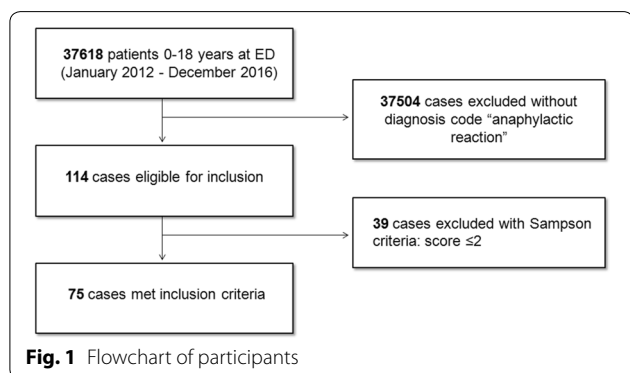 37618 patients 0-18 years at ED
(January 2012 - December 2016)
37504 cases excluded without
diagnosis code “anaphylactic
reaction”
114 cases eligible for inclusion
39 cases excluded with Sampson
criteria: score ≤2
75 cases met inclusion criteria
Fig. 1 Flowchart of participants